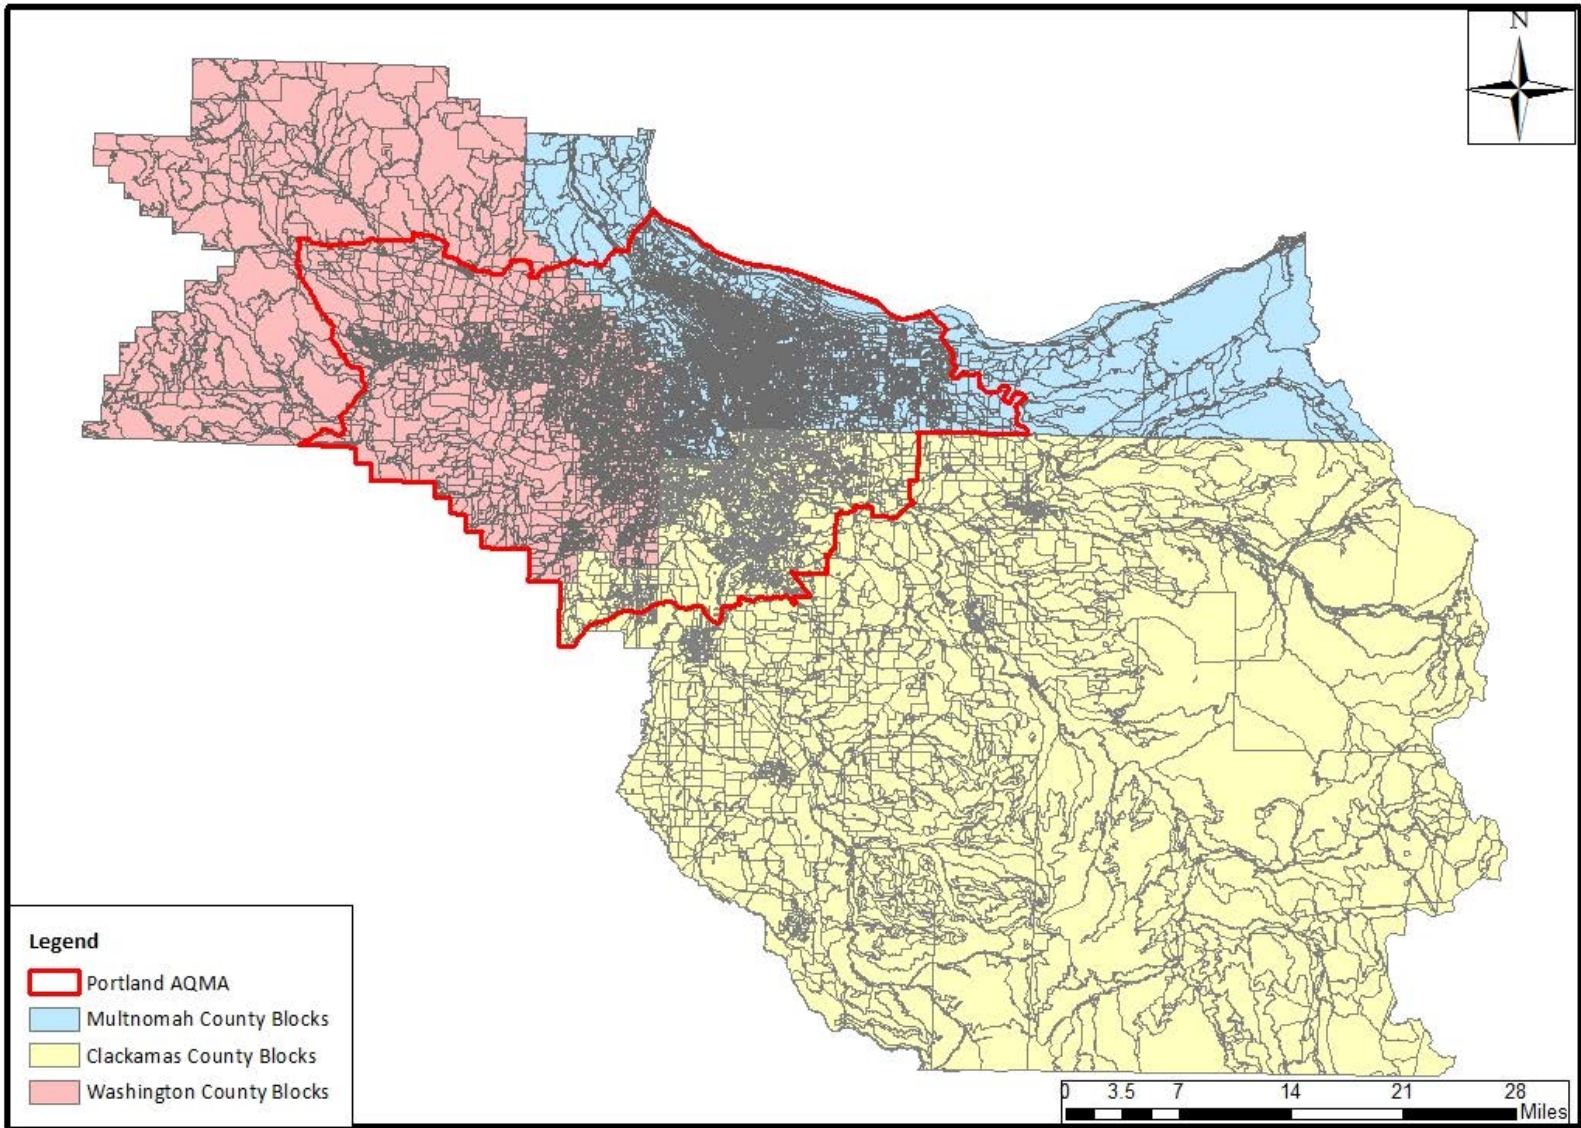 N
Legend
Portland AQMA
Multnomah County Blocks
Clackamas County Blocks
Washington County Blocks
0 3.5 7 14 21 28
Miles